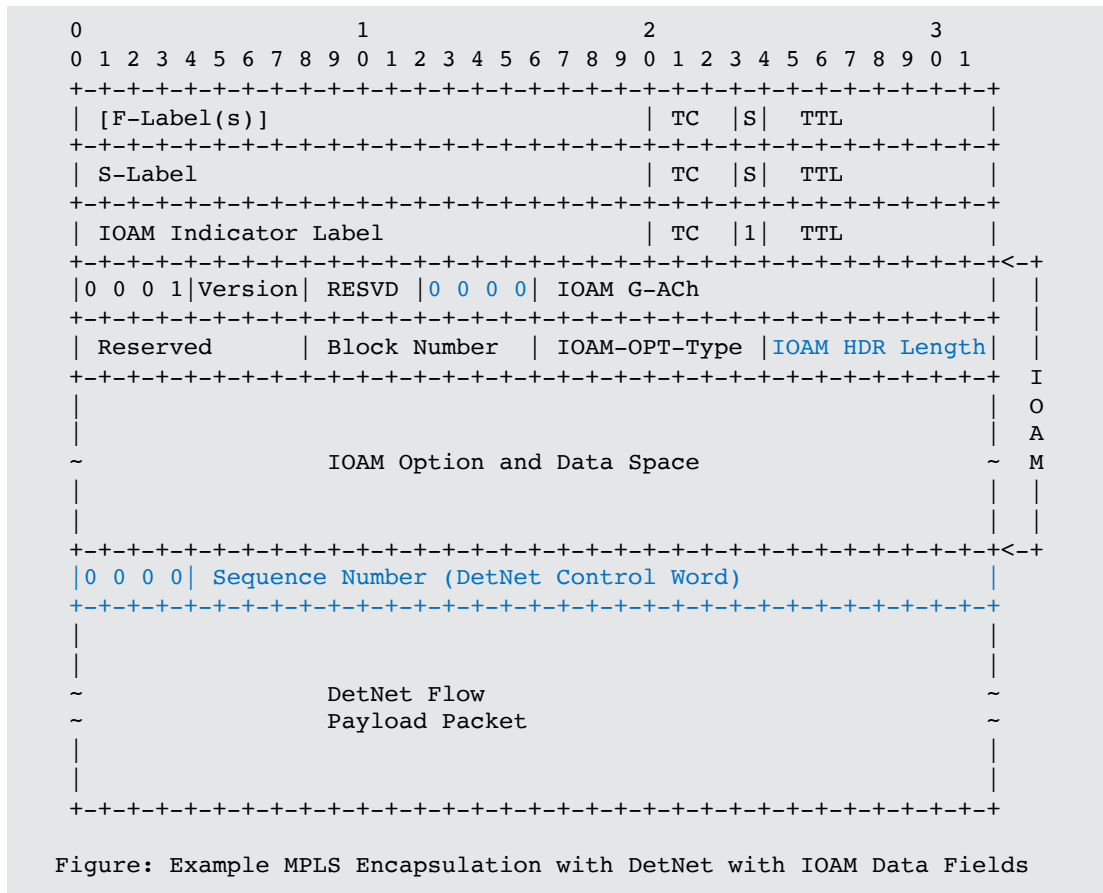 0                   1                   2                   3
0 1 2 3 4 5 6 7 8 9 0 1 2 3 4 5 6 7 8 9 0 1 2 3 4 5 6 7 8 9 0 1
+-+-+-+-+-+-+-+-+-+-+-+-+-+-+-+-+-+-+-+-+-+-+-+-+-+-+-+-+-+-+-+-+
| [F-Label(s)]                          | TC  |S|  TTL          |
+-+-+-+-+-+-+-+-+-+-+-+-+-+-+-+-+-+-+-+-+-+-+-+-+-+-+-+-+-+-+-+-+
| S-Label                               | TC  |S|  TTL          |
+-+-+-+-+-+-+-+-+-+-+-+-+-+-+-+-+-+-+-+-+-+-+-+-+-+-+-+-+-+-+-+-+
| IOAM Indicator Label                  | TC  |1|  TTL          |
+-+-+-+-+-+-+-+-+-+-+-+-+-+-+-+-+-+-+-+-+-+-+-+-+-+-+-+-+-+-+-+-+<-+
|0 0 0 1|Version| RESVD |0 0 0 0| IOAM G-ACh                    |  |
+-+-+-+-+-+-+-+-+-+-+-+-+-+-+-+-+-+-+-+-+-+-+-+-+-+-+-+-+-+-+-+-+  |
| Reserved      | Block Number  | IOAM-OPT-Type |IOAM HDR Length|  |
+-+-+-+-+-+-+-+-+-+-+-+-+-+-+-+-+-+-+-+-+-+-+-+-+-+-+-+-+-+-+-+-+  I
|                                                               |  O
|                                                               |  A
~                 IOAM Option and Data Space                    ~  M
|                                                               |  |
|                                                               |  |
+-+-+-+-+-+-+-+-+-+-+-+-+-+-+-+-+-+-+-+-+-+-+-+-+-+-+-+-+-+-+-+-+<-+
|0 0 0 0| Sequence Number (DetNet Control Word)                 |
+-+-+-+-+-+-+-+-+-+-+-+-+-+-+-+-+-+-+-+-+-+-+-+-+-+-+-+-+-+-+-+-+
|                                                               |
|                                                               |
~                 DetNet Flow                                   ~
~                 Payload Packet                                ~
|                                                               |
|                                                               |
+-+-+-+-+-+-+-+-+-+-+-+-+-+-+-+-+-+-+-+-+-+-+-+-+-+-+-+-+-+-+-+-+
Figure: Example MPLS Encapsulation with DetNet with IOAM Data Fields